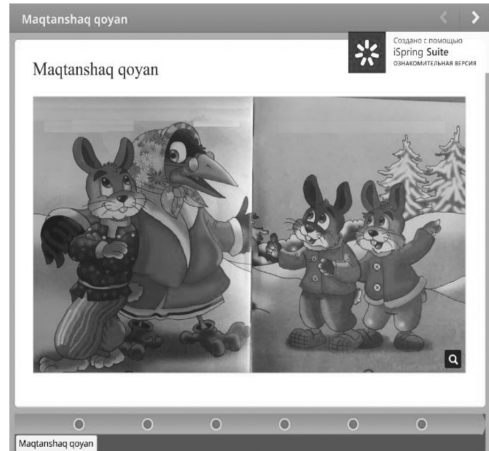 Maqtanshaq qoyan
Создано с помощью
iSpring Suite
ОЗНАКОМИТЕЛЬНАЯ ВЕРСИЯ
Maqtanshaq qoyan
Maqtanshaq qoyan